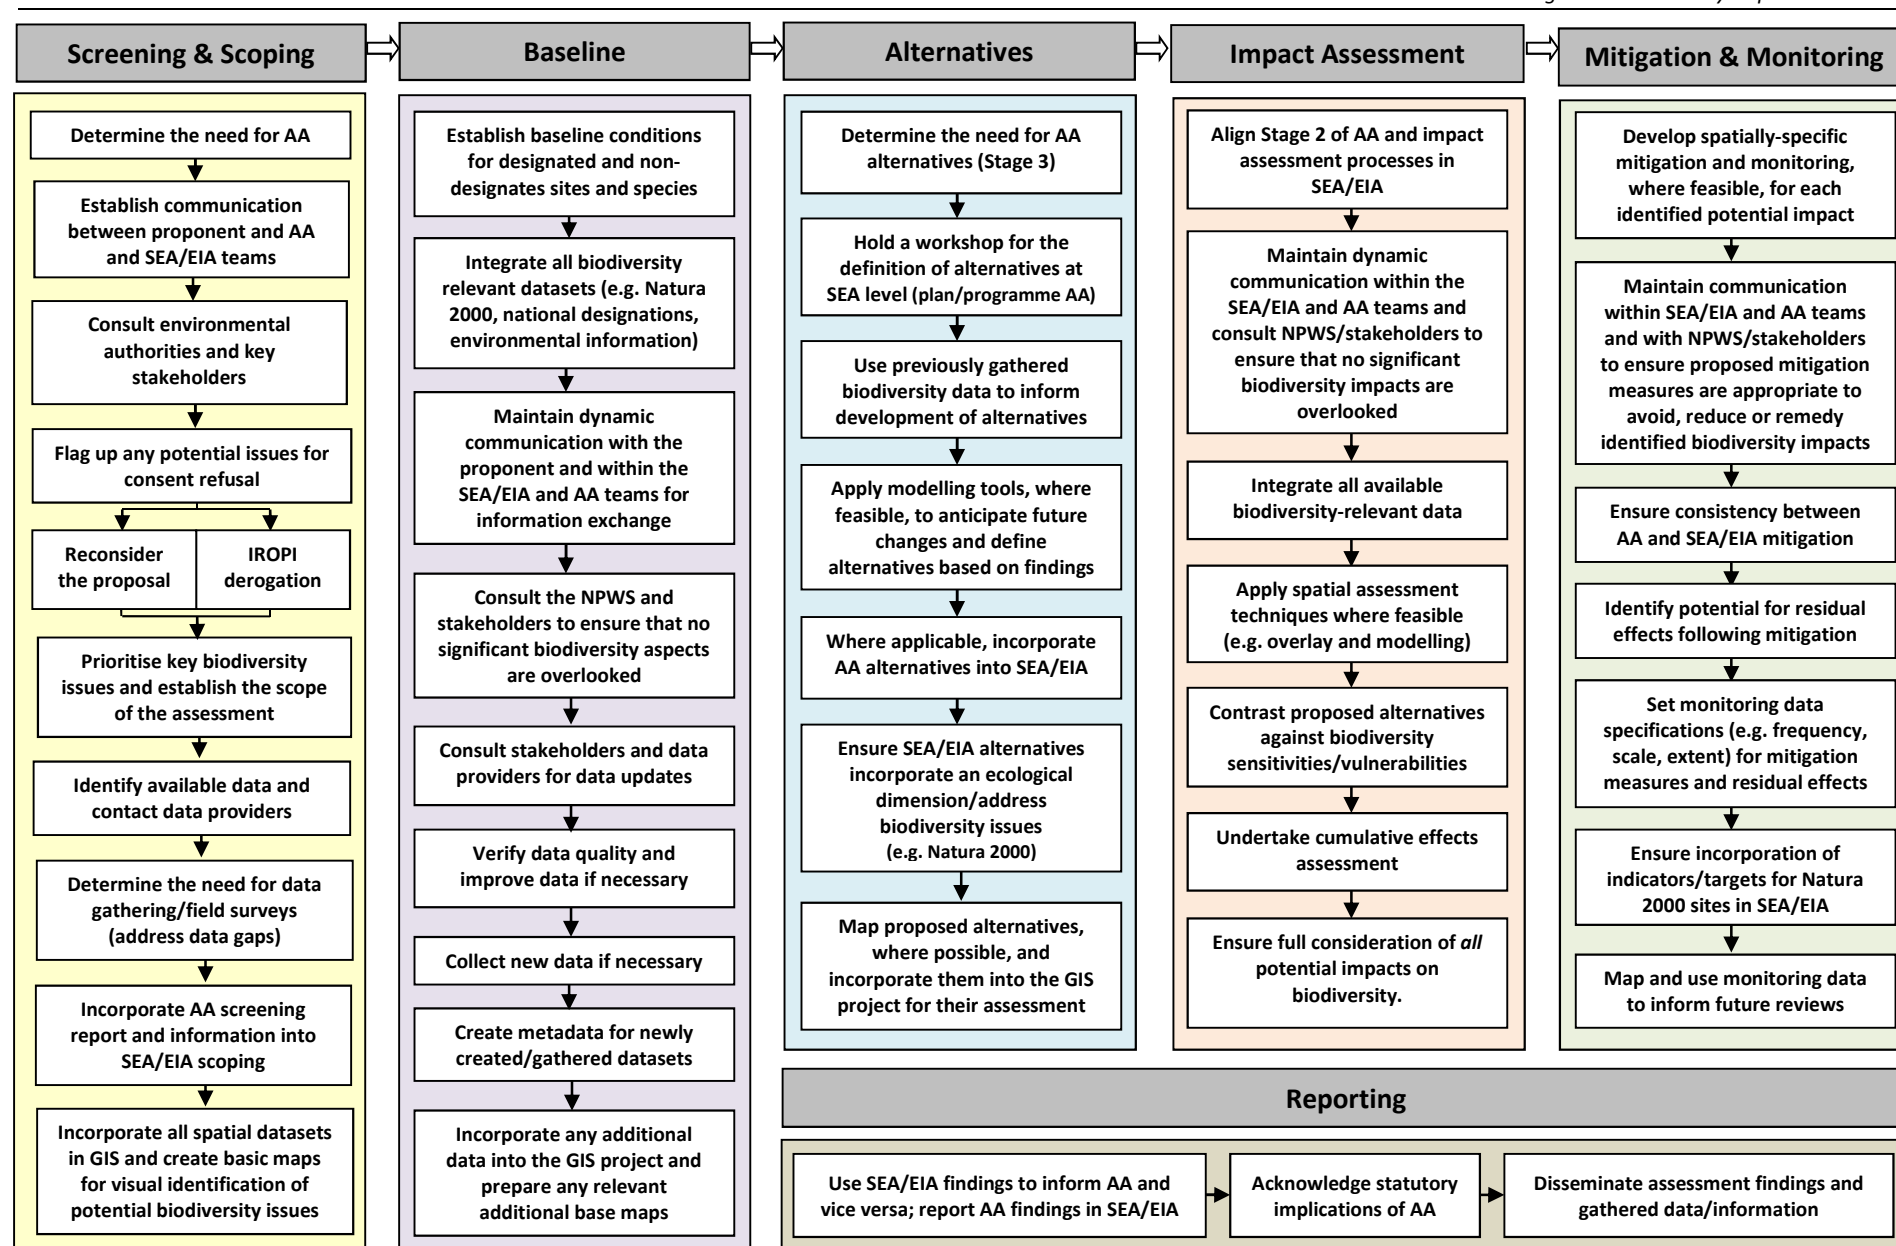 Screening & Scoping
Determine the need for AA
Establish communication
between proponent and AA
and SEA/EIA teams
Consult environmental
authorities and key
stakeholders
Flag up any potential issues for
consent refusal
Reconsider
the proposal
IROPI
derogation
Prioritise key biodiversity
issues and establish the scope
of the assessment
Identify available data and
contact data providers
Determine the need for data
gathering/field surveys
(address data gaps)
Incorporate AA screening
report and information into
SEA/EIA scoping
Incorporate all spatial datasets
in GIS and create basic maps
for visual identification of
potential biodiversity issues
Baseline
Establish baseline conditions
for designated and non-
designates sites and species
Integrate all biodiversity
relevant datasets (e.g. Natura
2000, national designations,
environmental information)
Maintain dynamic
communication with the
proponent and within the
SEA/EIA and AA teams for
information exchange
Consult the NPWS and
stakeholders to ensure that no
significant biodiversity aspects
are overlooked
Consult stakeholders and data
providers for data updates
Verify data quality and
improve data if necessary
Collect new data if necessary
Create metadata for newly
created/gathered datasets
Incorporate any additional
data into the GIS project and
prepare any relevant
additional base maps
Alternatives
Determine the need for AA
alternatives (Stage 3)
Hold a workshop for the
definition of alternatives at
SEA level (plan/programme AA)
Use previously gathered
biodiversity data to inform
development of alternatives
Apply modelling tools, where
feasible, to anticipate future
changes and define
alternatives based on findings
Where applicable, incorporate
AA alternatives into SEA/EIA
Ensure SEA/EIA alternatives
incorporate an ecological
dimension/address
biodiversity issues
(e.g. Natura 2000)
Map proposed alternatives,
where possible, and
incorporate them into the GIS
project for their assessment
Impact Assessment
Align Stage 2 of AA and impact
assessment processes in
SEA/EIA
Maintain dynamic
communication within the
SEA/EIA and AA teams and
consult NPWS/stakeholders to
ensure that no significant
biodiversity impacts are
overlooked
Integrate all available
biodiversity-relevant data
Apply spatial assessment
techniques where feasible
(e.g. overlay and modelling)
Contrast proposed alternatives
against biodiversity
sensitivities/vulnerabilities
Undertake cumulative effects
assessment
Ensure full consideration of all
potential impacts on
biodiversity.
Mitigation & Monitoring
Develop spatially-specific
mitigation and monitoring,
where feasible, for each
identified potential impact
Maintain communication
within SEA/EIA and AA teams
and with NPWS/stakeholders
to ensure proposed mitigation
measures are appropriate to
avoid, reduce or remedy
identified biodiversity impacts
Ensure consistency between
AA and SEA/EIA mitigation
Identify potential for residual
effects following mitigation
Set monitoring data
specifications (e.g. frequency,
scale, extent) for mitigation
measures and residual effects
Ensure incorporation of
indicators/targets for Natura
2000 sites in SEA/EIA
Map and use monitoring data
to inform future reviews
Reporting
Use SEA/EIA findings to inform AA and
vice versa; report AA findings in SEA/EIA
Acknowledge statutory
implications of AA
Disseminate assessment findings and
gathered data/information